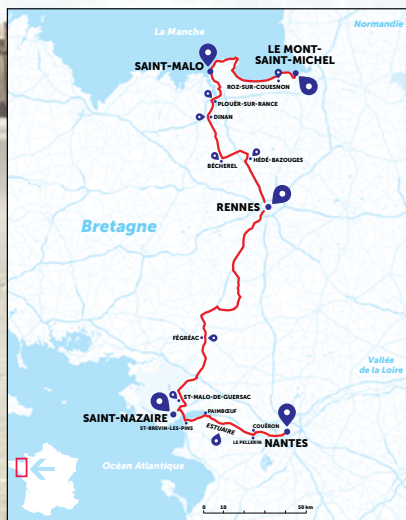 La Manche
Normandie
LE MONT-
SAINT-MICHEL
SAINT-MALO
ROZ-SUR-COUESNON
PLOUËR-SUR-RANCE
DINAN
BÉCHEREL
HÉDÉ-BAZOUGES
RENNES
Bretagne
FÉGRÉAC
Vallée
de la Loire
ST-MALO-DE-GUERSAC
SAINT-NAZAIRE
PAIMBŒUF
ST-BREVIN-LES-PINS
ESTUAIRE
COUËRON
LE PELLERIN
NANTES
Océan Atlantique
0 10 50 km